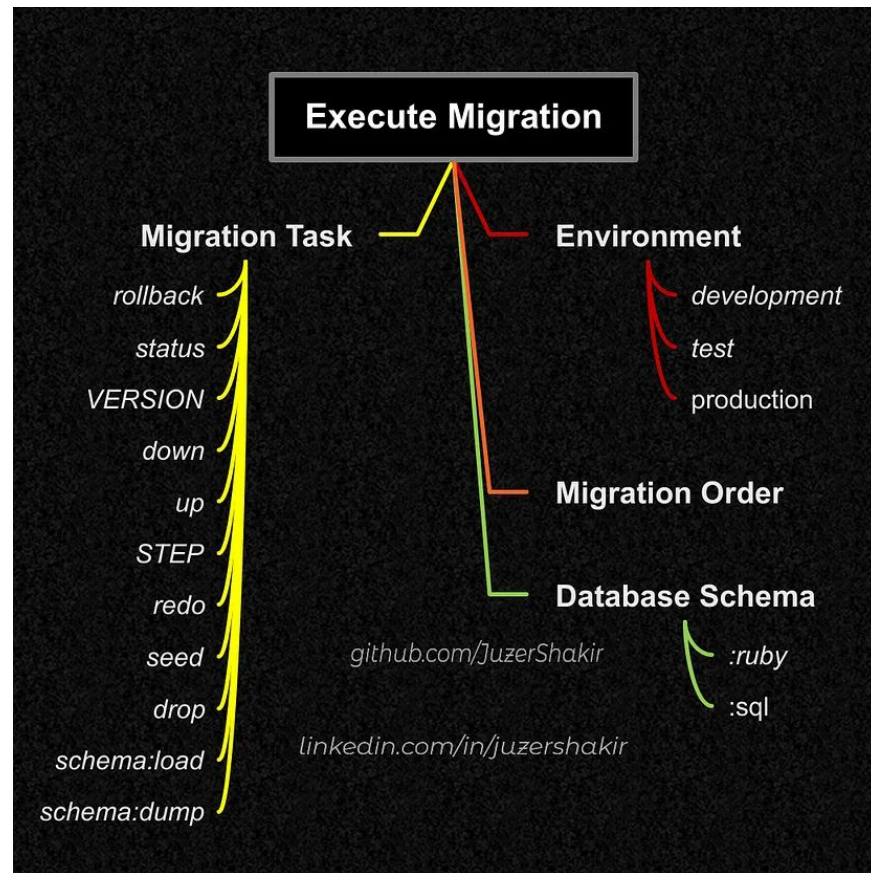 Execute Migration
Migration Task
rollback
status
VERSION
down
up
STEP
redo
seed
drop
schema:load
schema:dump
Environment
development
test
production
Migration Order
Database Schema
:ruby
:sql
github.com/JuzerShakir
linkedin.com/in/juzershakir